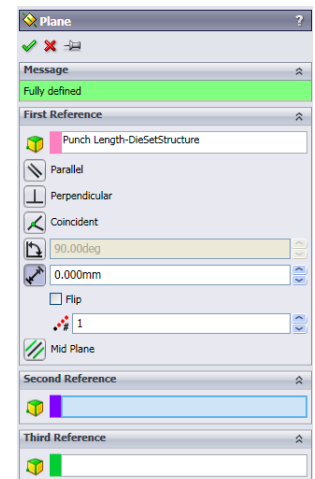 Plane
?
Message
Fully defined
First Reference
Punch Length-DieSetStructure
Parallel
Perpendicular
Coincident
90.00deg
0.000mm
Flip
# 1
Mid Plane
Second Reference
Third Reference